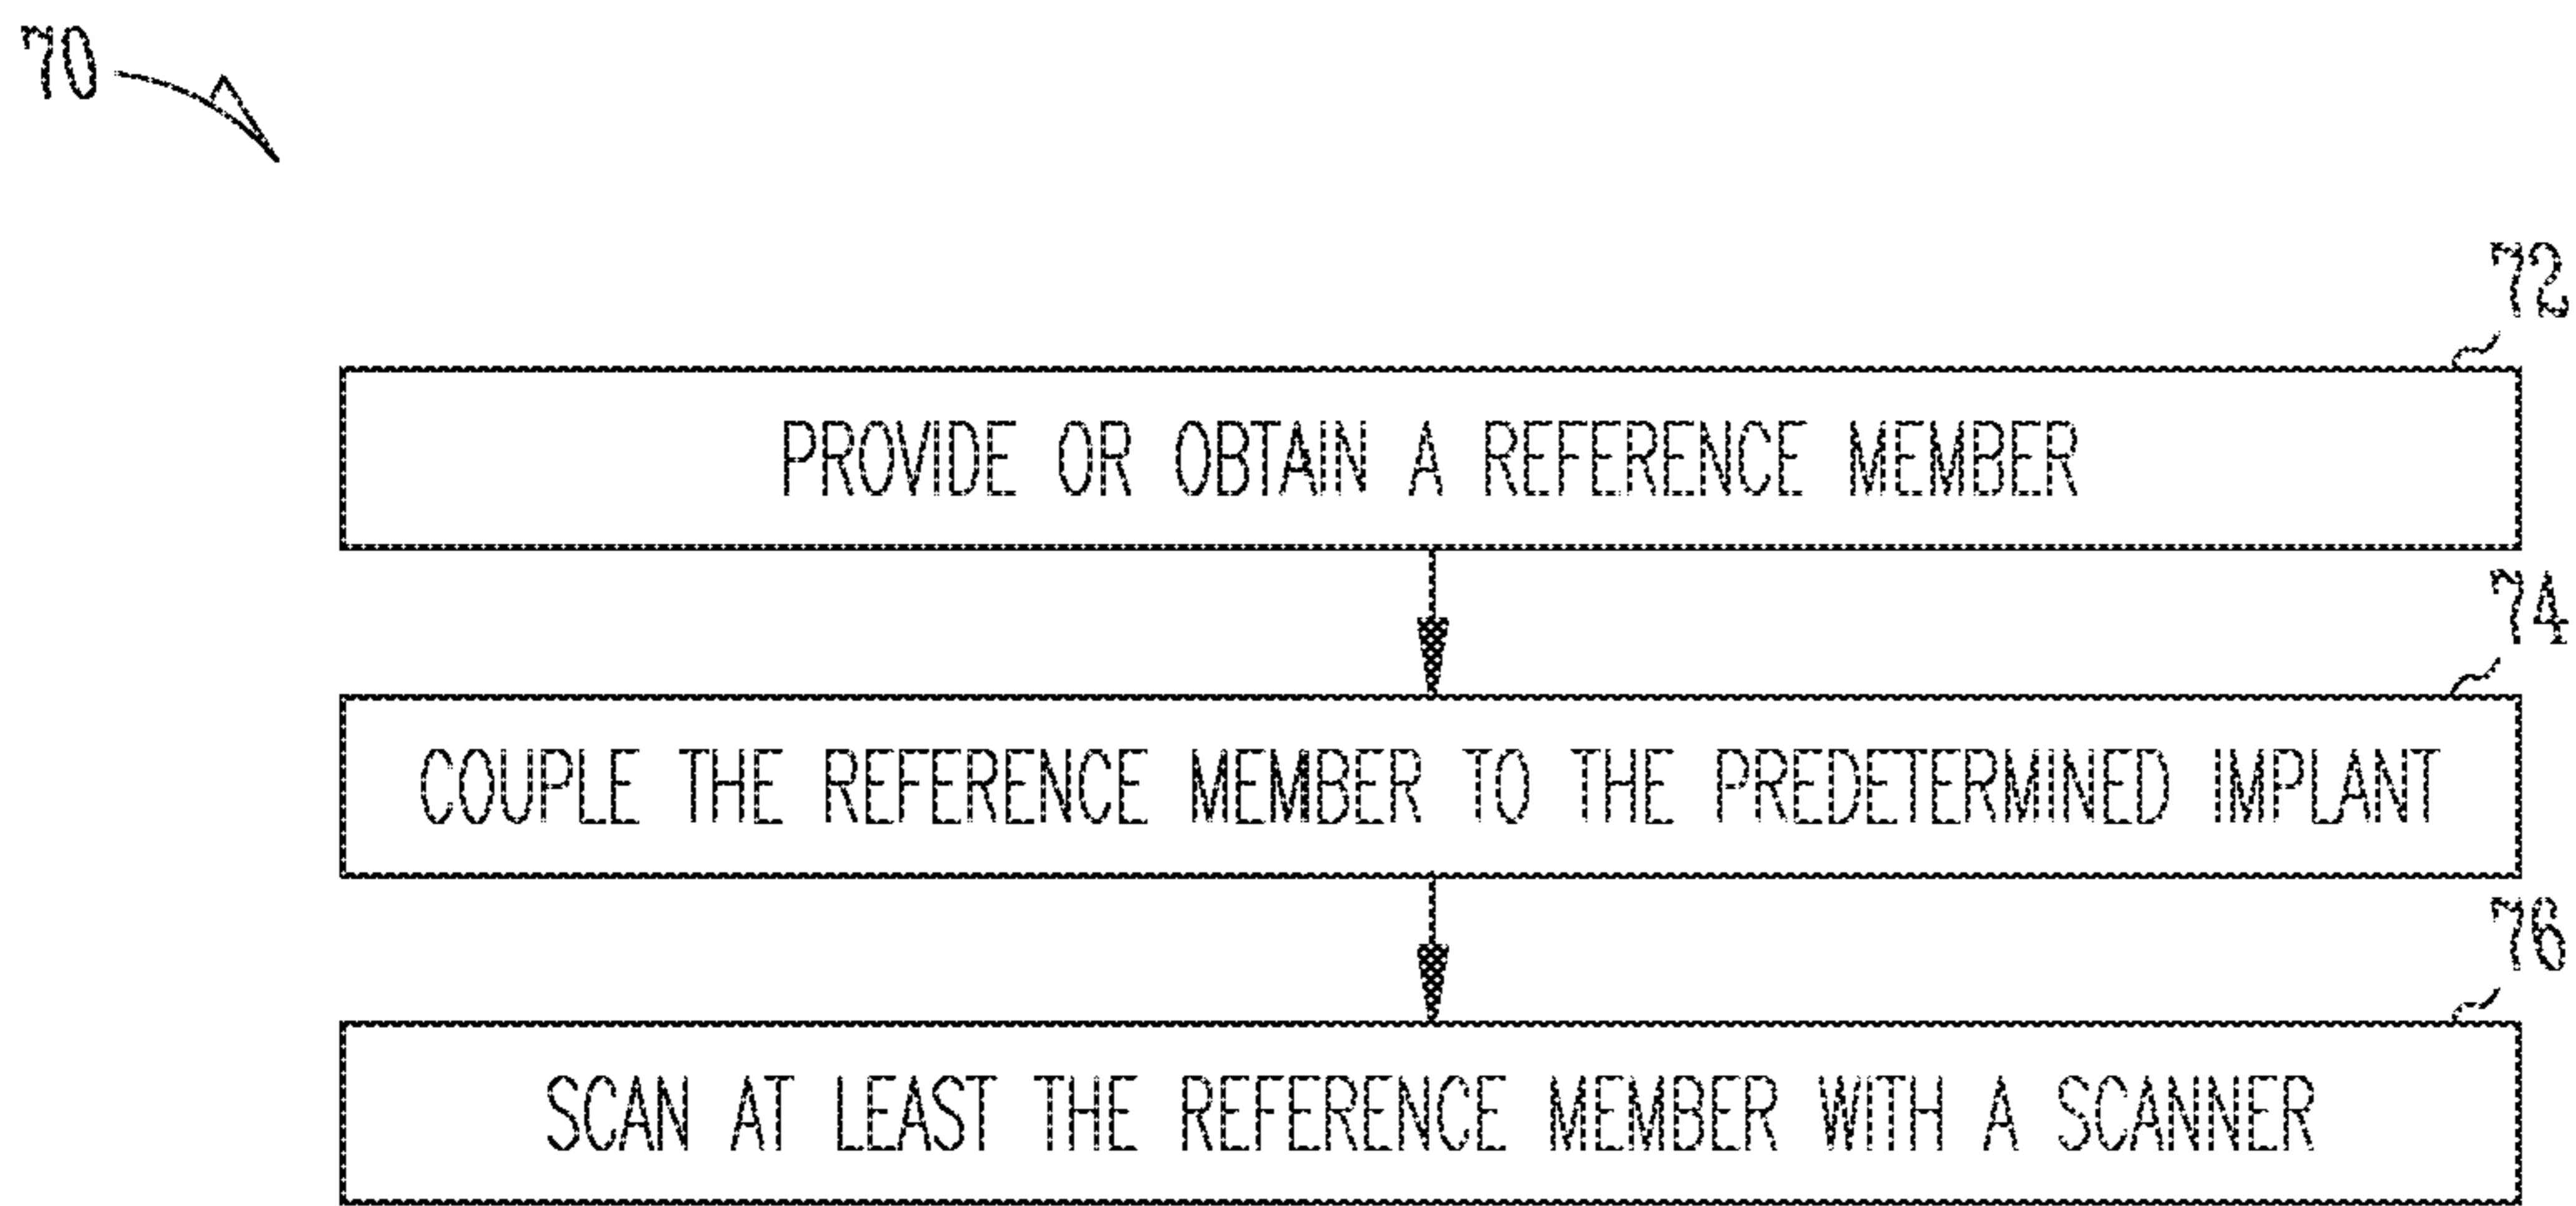 70
72
PROVIDE OR OBTAIN A REFERENCE MEMBER
74
COUPLE THE REFERENCE MEMBER TO THE PREDETERMINED IMPLANT
76
SCAN AT LEAST THE REFERENCE MEMBER WITH A SCANNER